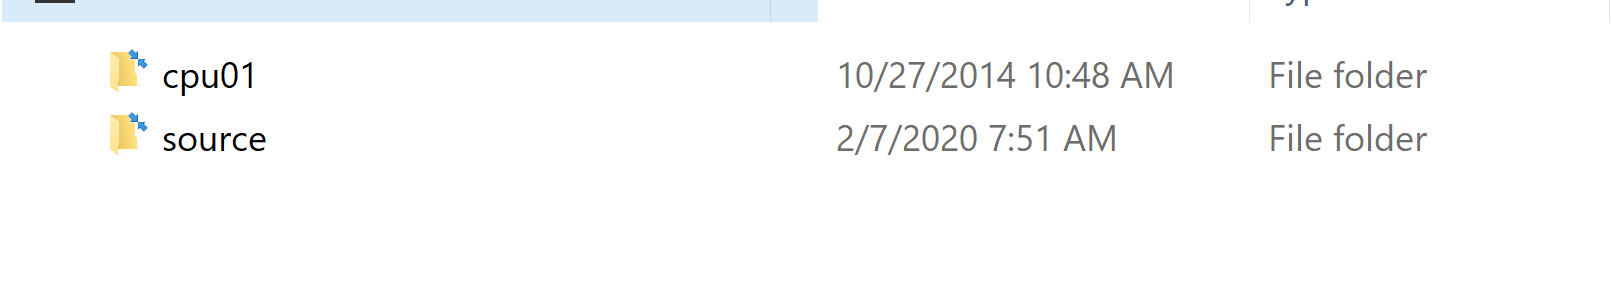 cpu01 10/27/2014 10:48 AM File folder
source 2/7/2020 7:51 AM File folder